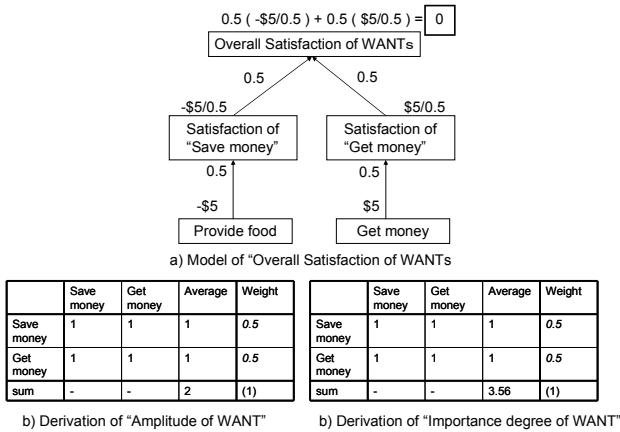 0.5 ( -$5/0.5 ) + 0.5 ( $5/0.5 ) = 0
Overall Satisfaction of WANTs
0.5 0.5
-$5/0.5 $5/0.5
Satisfaction of "Save money"
Satisfaction of "Get money"
0.5 0.5
-$5 $5
Provide food Get money
a) Model of "Overall Satisfaction of WANTs
Save money Get money Average Weight
Save money 1 1 1 0.5
Get money 1 1 1 0.5
sum - - 2 (1)
b) Derivation of "Amplitude of WANT"
Save money Get money Average Weight
Save money 1 1 1 0.5
Get money 1 1 1 0.5
sum - - 3.56 (1)
b) Derivation of "Importance degree of WANT"